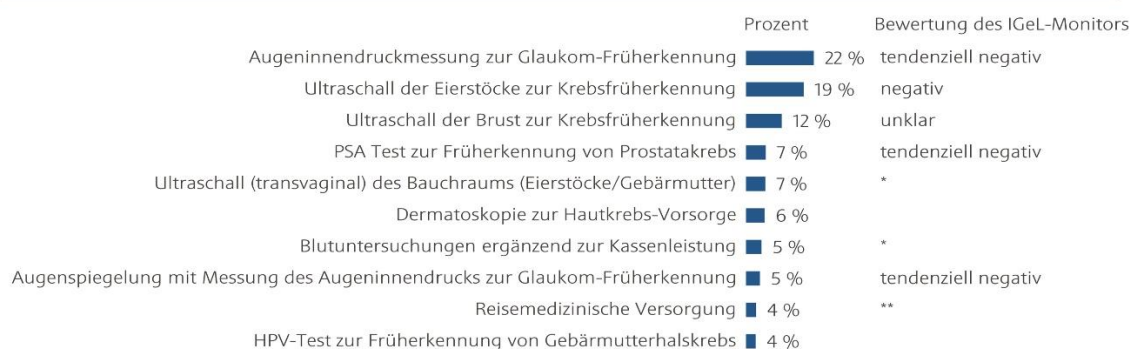 Prozent Bewertung des IGeL-Monitors
Augeninnendruckmessung zur Glaukom-Früherkennung 22 % tendenziell negativ
Ultraschall der Eierstöcke zur Krebsfrüherkennung 19 % negativ
Ultraschall der Brust zur Krebsfrüherkennung 12 % unklar
PSA Test zur Früherkennung von Prostatakrebs 7 % tendenziell negativ
Ultraschall (transvaginal) des Bauchraums (Eierstöcke/Gebärmutter) 7 % *
Dermatoskopie zur Hautkrebs-Vorsorge 6 %
Blutuntersuchungen ergänzend zur Kassenleistung 5 % *
Augenspiegelung mit Messung des Augeninnendrucks zur Glaukom-Früherkennung 5 % tendenziell negativ
Reisemedizinische Versorgung 4 % **
HPV-Test zur Früherkennung von Gebärmutterhalskrebs 4 %